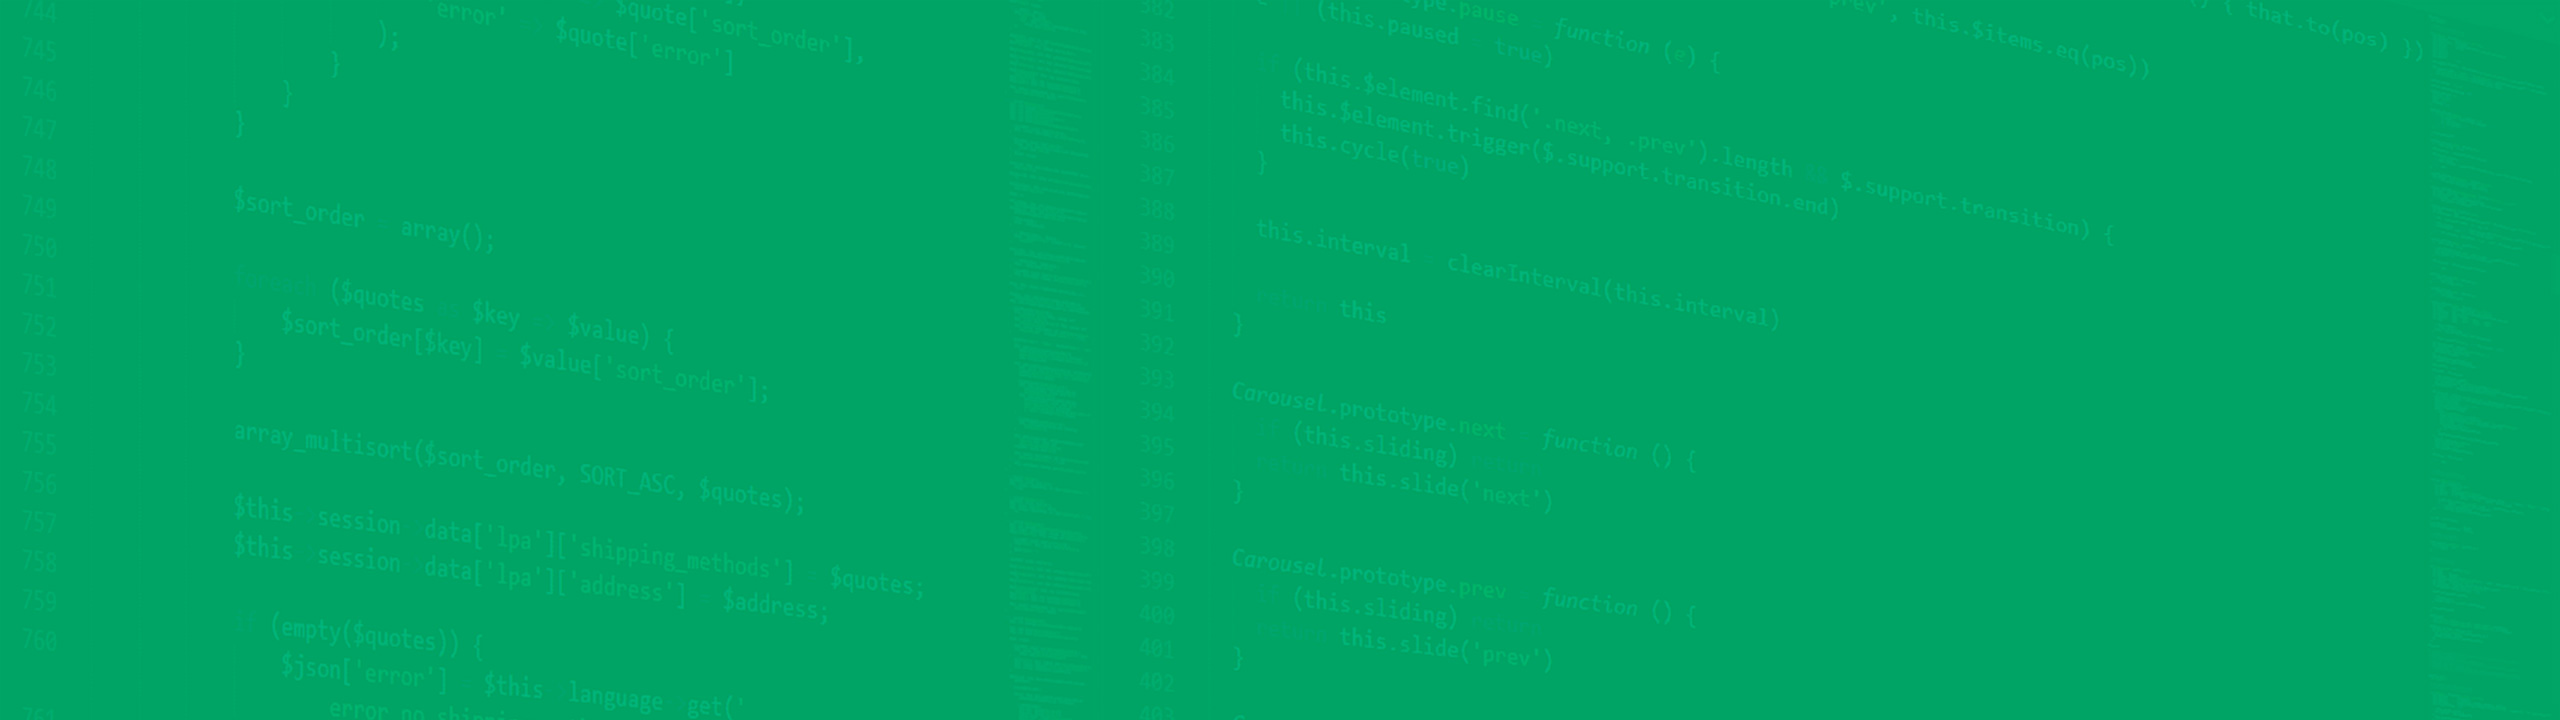 744
745
746
747
748
749
750
751
752
753
754
755
756
757
758
759
760
761
$quote['sort_order'],
'error' $quote['error']
);
}
}
}
$sort_order = array();
foreach ($quotes as $key => $value) {
$sort_order[$key] = $value['sort_order'];
}
array_multisort($sort_order, SORT_ASC, $quotes);
$this session data['lpa']['shipping_methods'] = $quotes;
$this session data['lpa']['address'] = $address;
if (empty($quotes)) {
$json['error'] = $this language get('
382
383
384
385
386
387
388
389
390
391
392
393
394
395
396
397
398
399
400
401
402
403
prev', this.$items.eq(pos))
{ that.to(pos) })
.pause function (e) {
(this.paused = true)
if (this.$element.find('.next, .prev').length && $.support.transition) {
this.$element.trigger($.support.transition.end)
this.cycle(true)
}
this.interval = clearInterval(this.interval)
return this
}
Carousel.prototype.next = function () {
if (this.sliding) return
return this.slide('next')
}
Carousel.prototype.prev = function () {
if (this.sliding) return
return this.slide('prev')
}